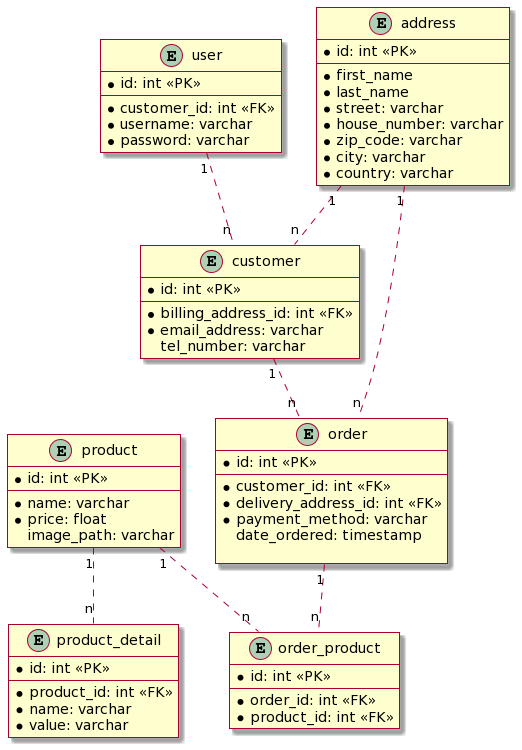 E user
id: int «PK»
customer_id: int «FK»
username: varchar
password: varchar
E address
id: int «PK»
first_name
last_name
street: varchar
house_number: varchar
zip_code: varchar
city: varchar
country: varchar
1
n
1
n
1
n
E customer
id: int «PK»
billing_address_id: int «FK»
email_address: varchar
tel_number: varchar
1
n
E product
id: int «PK»
name: varchar
price: float
image_path: varchar
E order
id: int «PK»
customer_id: int «FK»
delivery_address_id: int «FK»
payment_method: varchar
date_ordered: timestamp
1
n
1
n
1
n
E product_detail
id: int «PK»
product_id: int «FK»
name: varchar
value: varchar
E order_product
id: int «PK»
order_id: int «FK»
product_id: int «FK»